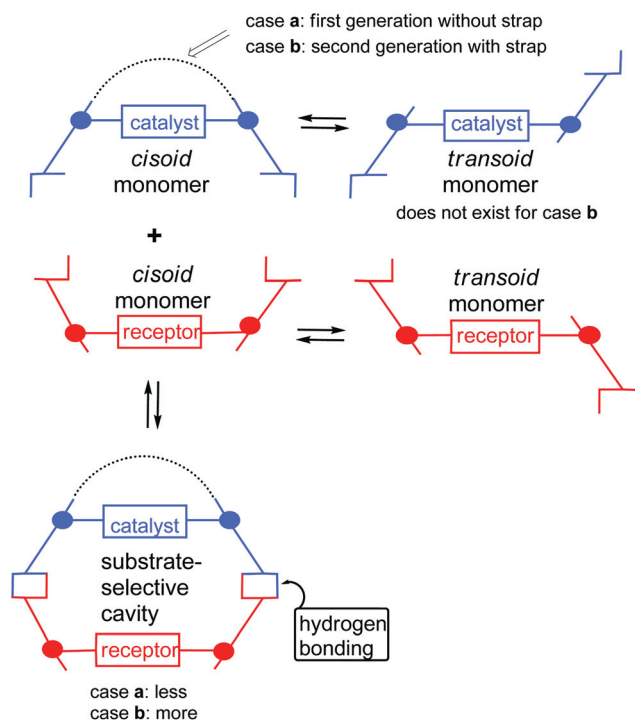 case a: first generation without strap
case b: second generation with strap
catalyst
cisoid
monomer
catalyst
transoid
monomer
does not exist for case b
+
cisoid
monomer
receptor
transoid
monomer
receptor
catalyst
substrate-
selective
cavity
receptor
hydrogen
bonding
case a: less
case b: more